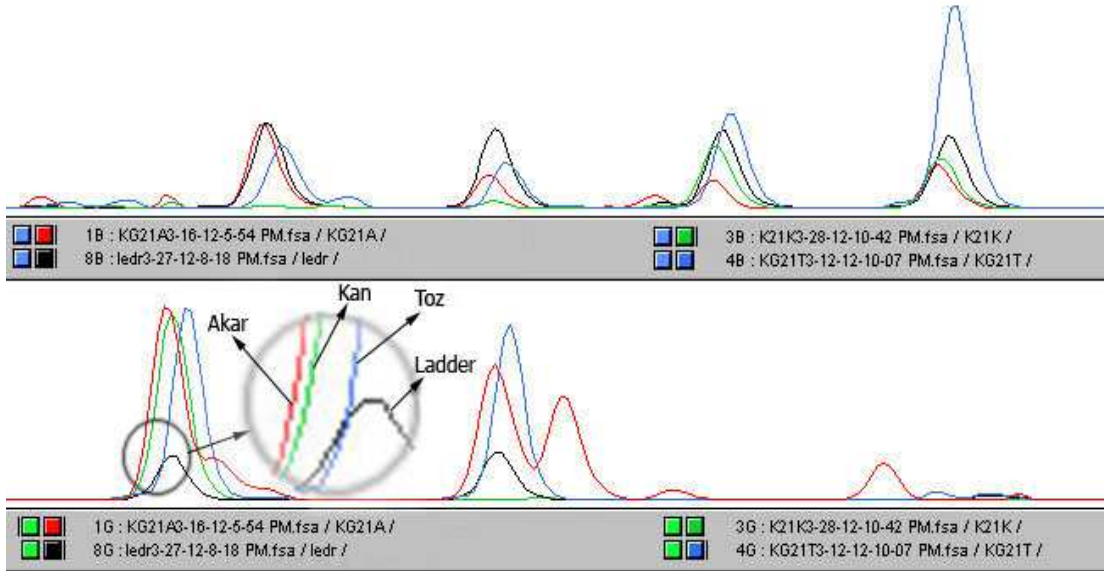 1B : KG21A3-16-12-5-54 PM.fsa / KG21A /
3B : K21K3-28-12-10-42 PM.fsa / K21K /
8B : ledr3-27-12-8-18 PM.fsa / ledr /
4B : KG21T3-12-12-10-07 PM.fsa / KG21T /
Kan
Toz
Akar
Ladder
1G : KG21A3-16-12-5-54 PM.fsa / KG21A /
3G : K21K3-28-12-10-42 PM.fsa / K21K /
8G : ledr3-27-12-8-18 PM.fsa / ledr /
4G : KG21T3-12-12-10-07 PM.fsa / KG21T /